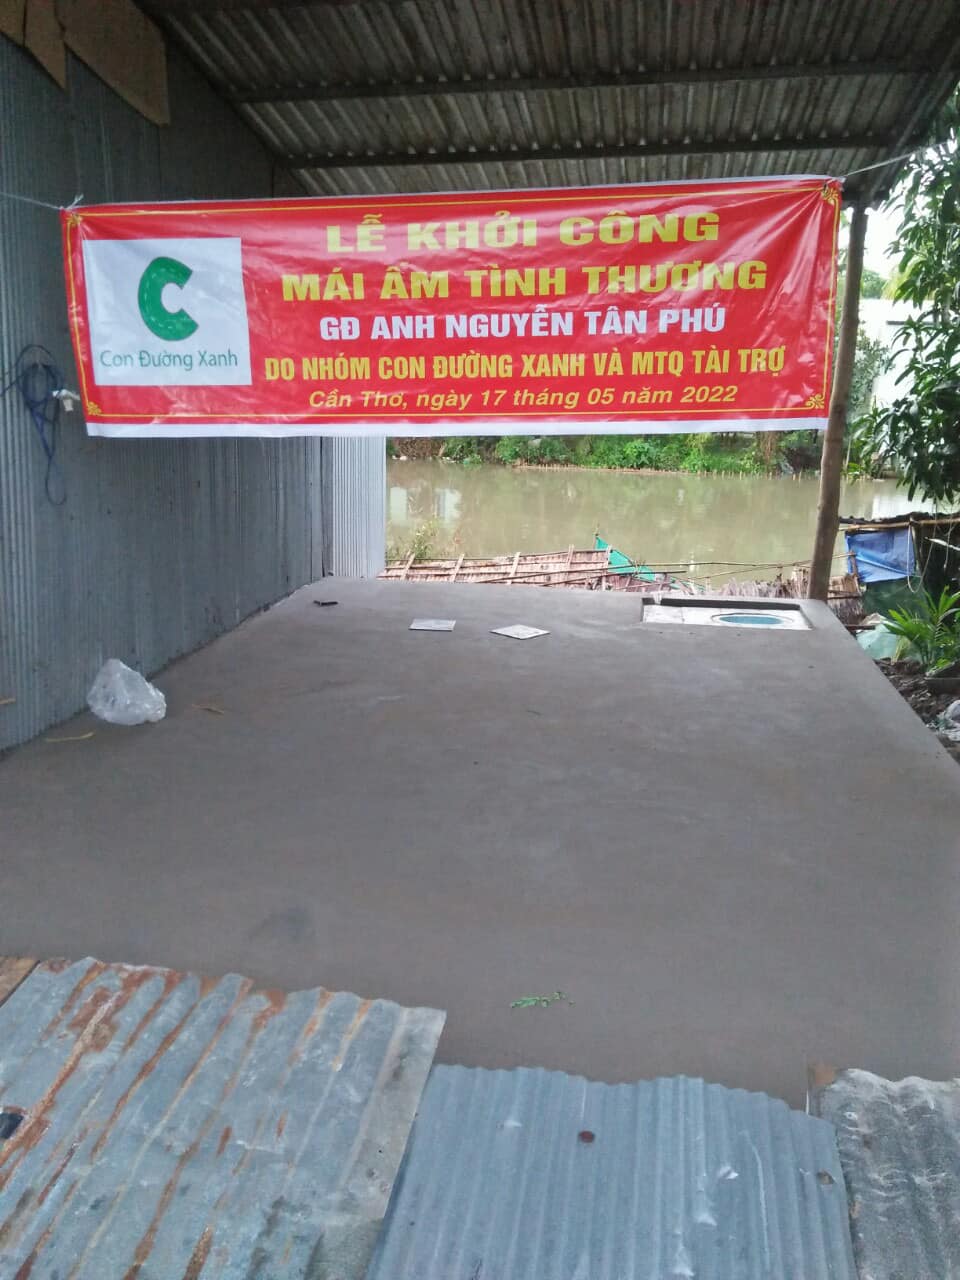 LỄ KHỞI CÔNG
MÁI ẤM TÌNH THƯƠNG
GĐ ANH NGUYỄN TÂN PHÚ
DO NHÓM CON ĐƯỜNG XANH VÀ MTQ TÀI TRỢ
Cần Thơ, ngày 17 tháng 05 năm 2022
C
Con Đường Xanh